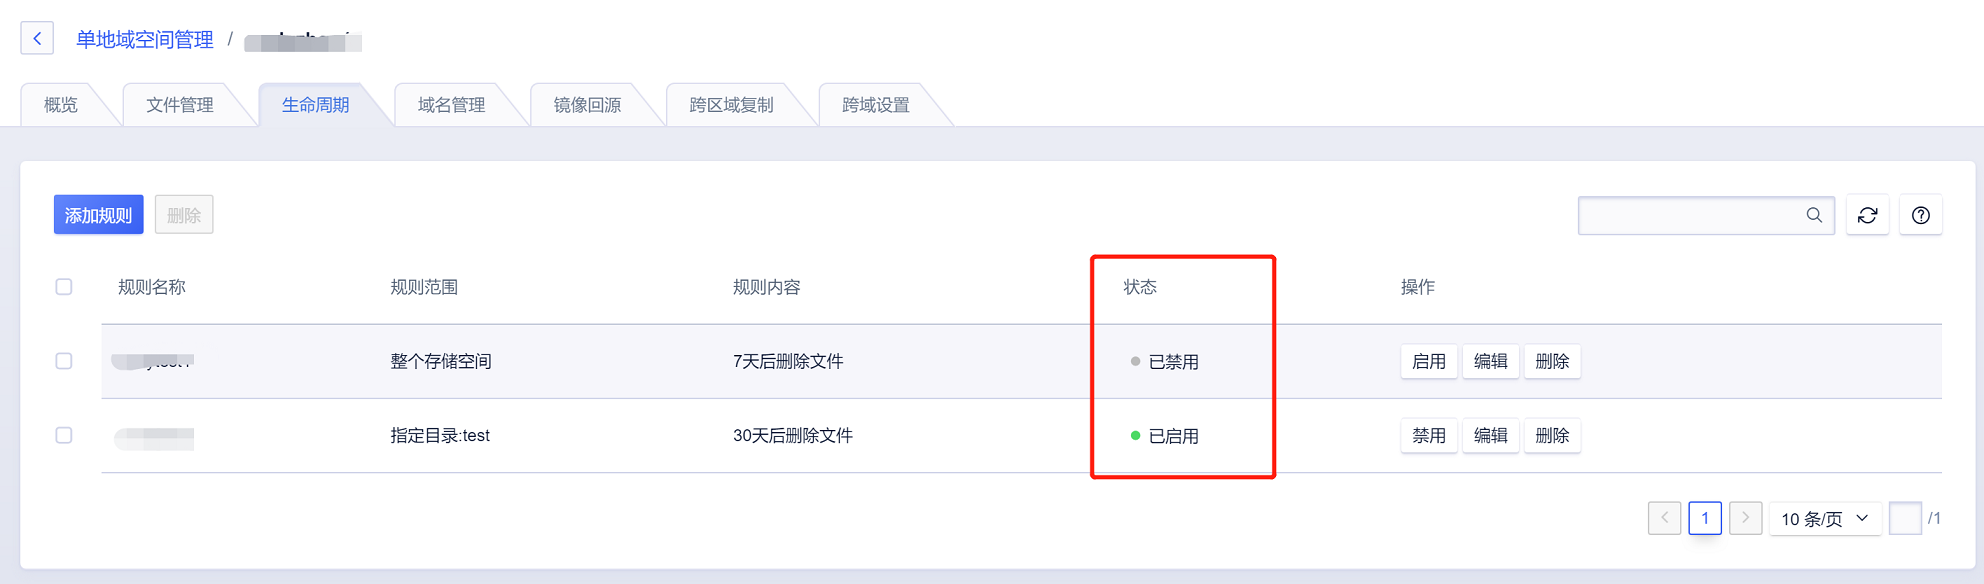 单地域空间管理 /
概览 文件管理 生命周期 域名管理 镜像回源 跨区域复制 跨域设置
添加规则 删除
规则名称 规则范围 规则内容 状态 操作
整个存储空间 7天后删除文件 已禁用 启用 编辑 删除
指定目录:test 30天后删除文件 已启用 禁用 编辑 删除
1 10 条/页 /1